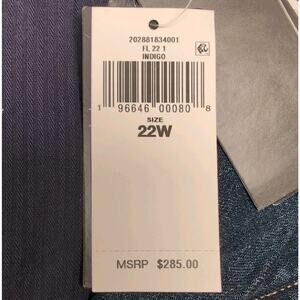 202881834001
FL 22 1
INDIGO
1 96646 00080 8
SIZE
22W
MSRP $285.00